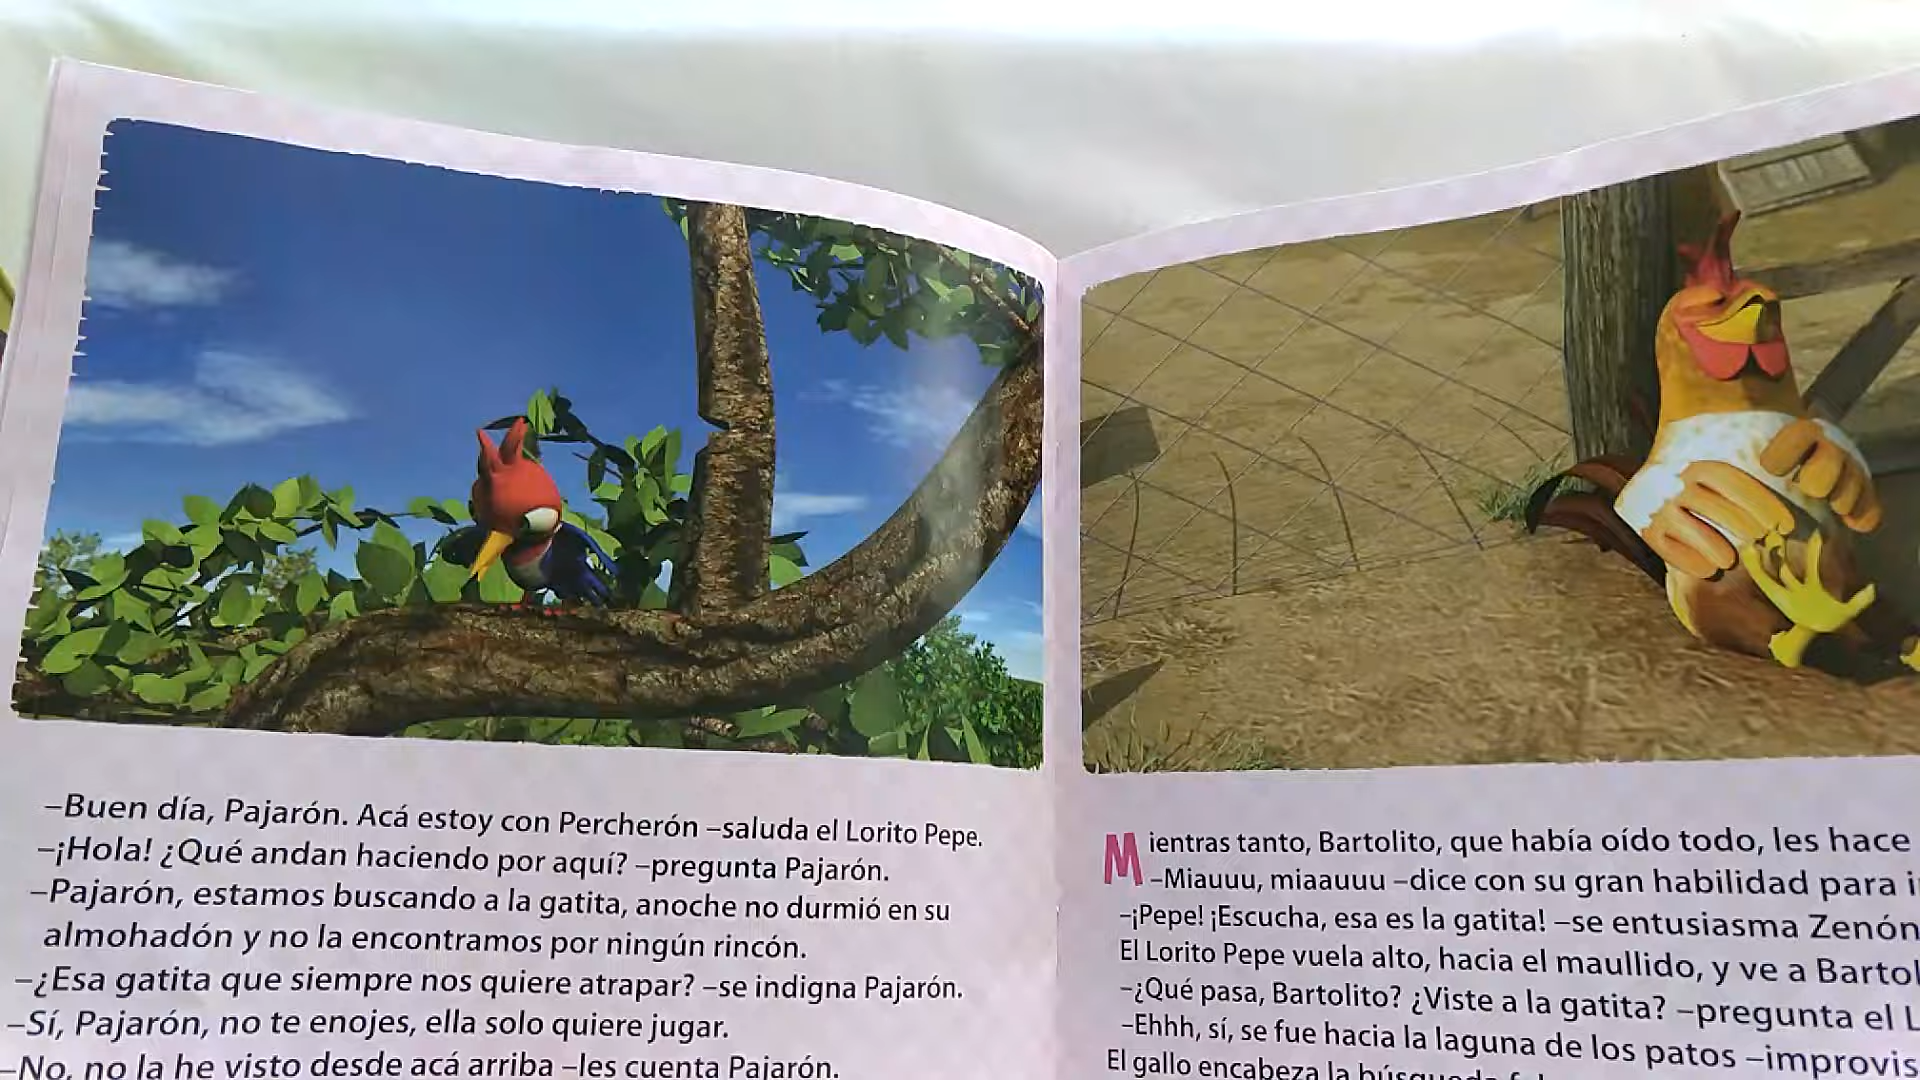 –Buen día, Pajarón. Acá estoy con Percherón –saluda el Lorito Pepe.
–¡Hola! ¿Qué andan haciendo por aquí? –pregunta Pajarón.
–Pajarón, estamos buscando a la gatita, anoche no durmió en su
almohadón y no la encontramos por ningún rincón.
–¿Esa gatita que siempre nos quiere atrapar? –se indigna Pajarón.
–Sí, Pajarón, no te enojes, ella solo quiere jugar.
–No, no la he visto desde acá arriba –les cuenta Pajarón.
Mientras tanto, Bartolito, que había oído todo, les hace
–Miauuu, miaauuu –dice con su gran habilidad para
–¡Pepe! ¡Escucha, esa es la gatita! –se entusiasma Zenón
El Lorito Pepe vuela alto, hacia el maullido, y ve a
–¿Qué pasa, Bartolito? ¿Viste a la gatita? –pregunta el
–Ehhh, sí, se fue hacia la laguna de los patos
El gallo encabeza la